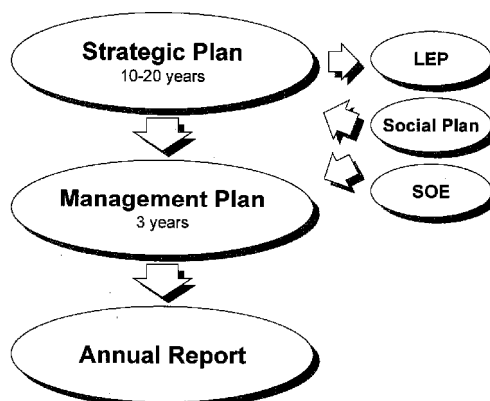 Strategic Plan
10-20 years
LEP
Social Plan
SOE
Management Plan
3 years
Annual Report